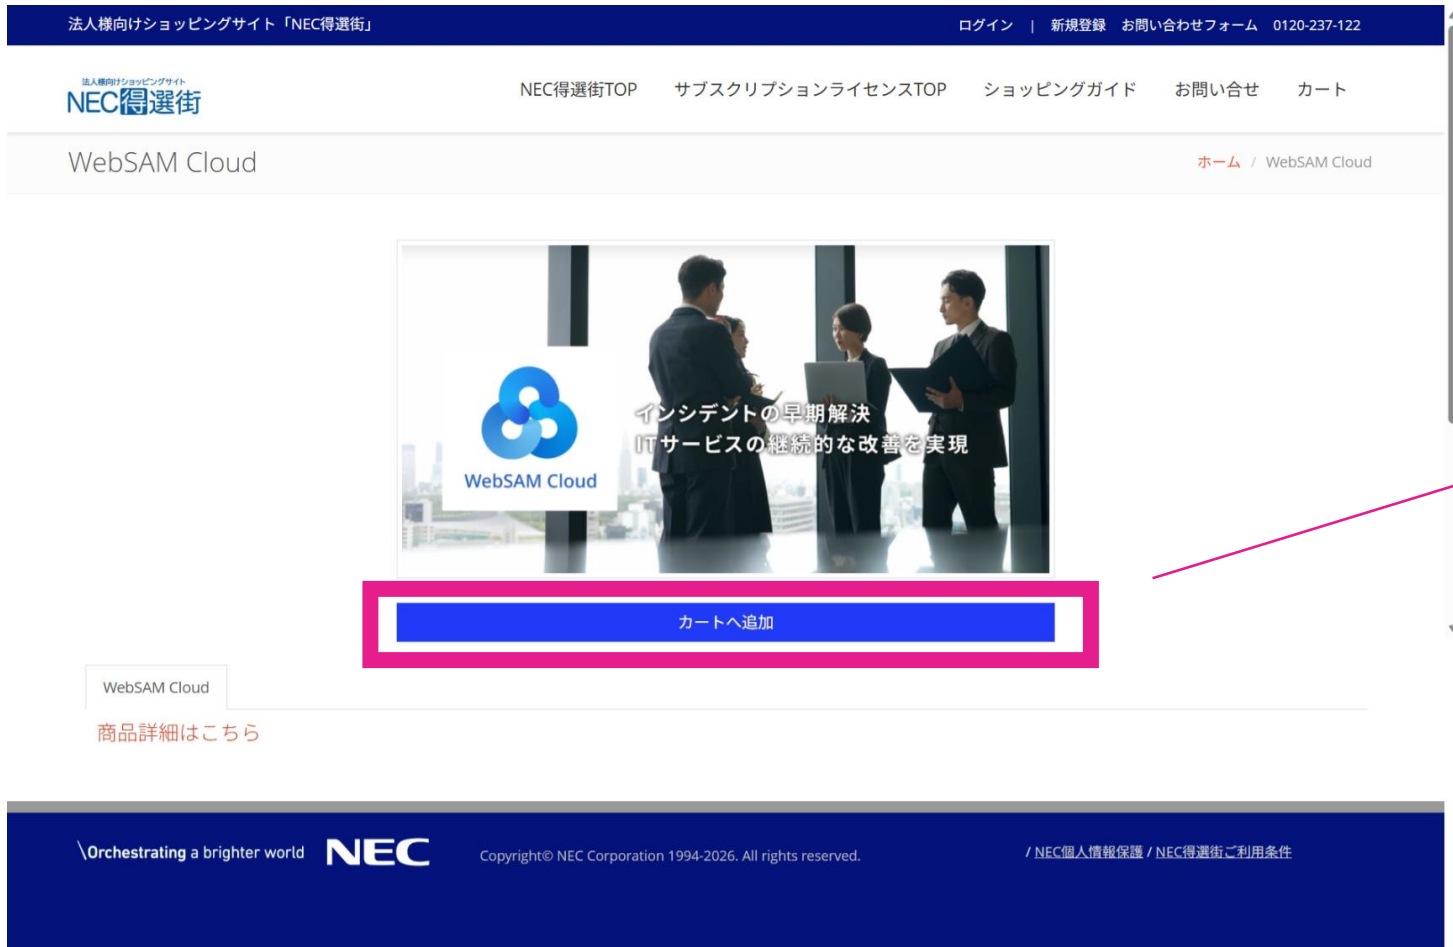 法人様向けショッピングサイト「NEC得選街」
ログイン | 新規登録 お問い合わせフォーム 0120-237-122
法人様向けショッピングサイト
NEC得選街
NEC得選街TOP サブスクリプションライセンスTOP ショッピングガイド お問い合せ カート
WebSAM Cloud
ホーム / WebSAM Cloud
インシデントの早期解決
ITサービスの継続的な改善を実現
WebSAM Cloud
カートへ追加
WebSAM Cloud
商品詳細はこちら
\Orchestrating a brighter world NEC
Copyright© NEC Corporation 1994-2026. All rights reserved.
/ NEC個人情報保護 / NEC得選街ご利用条件